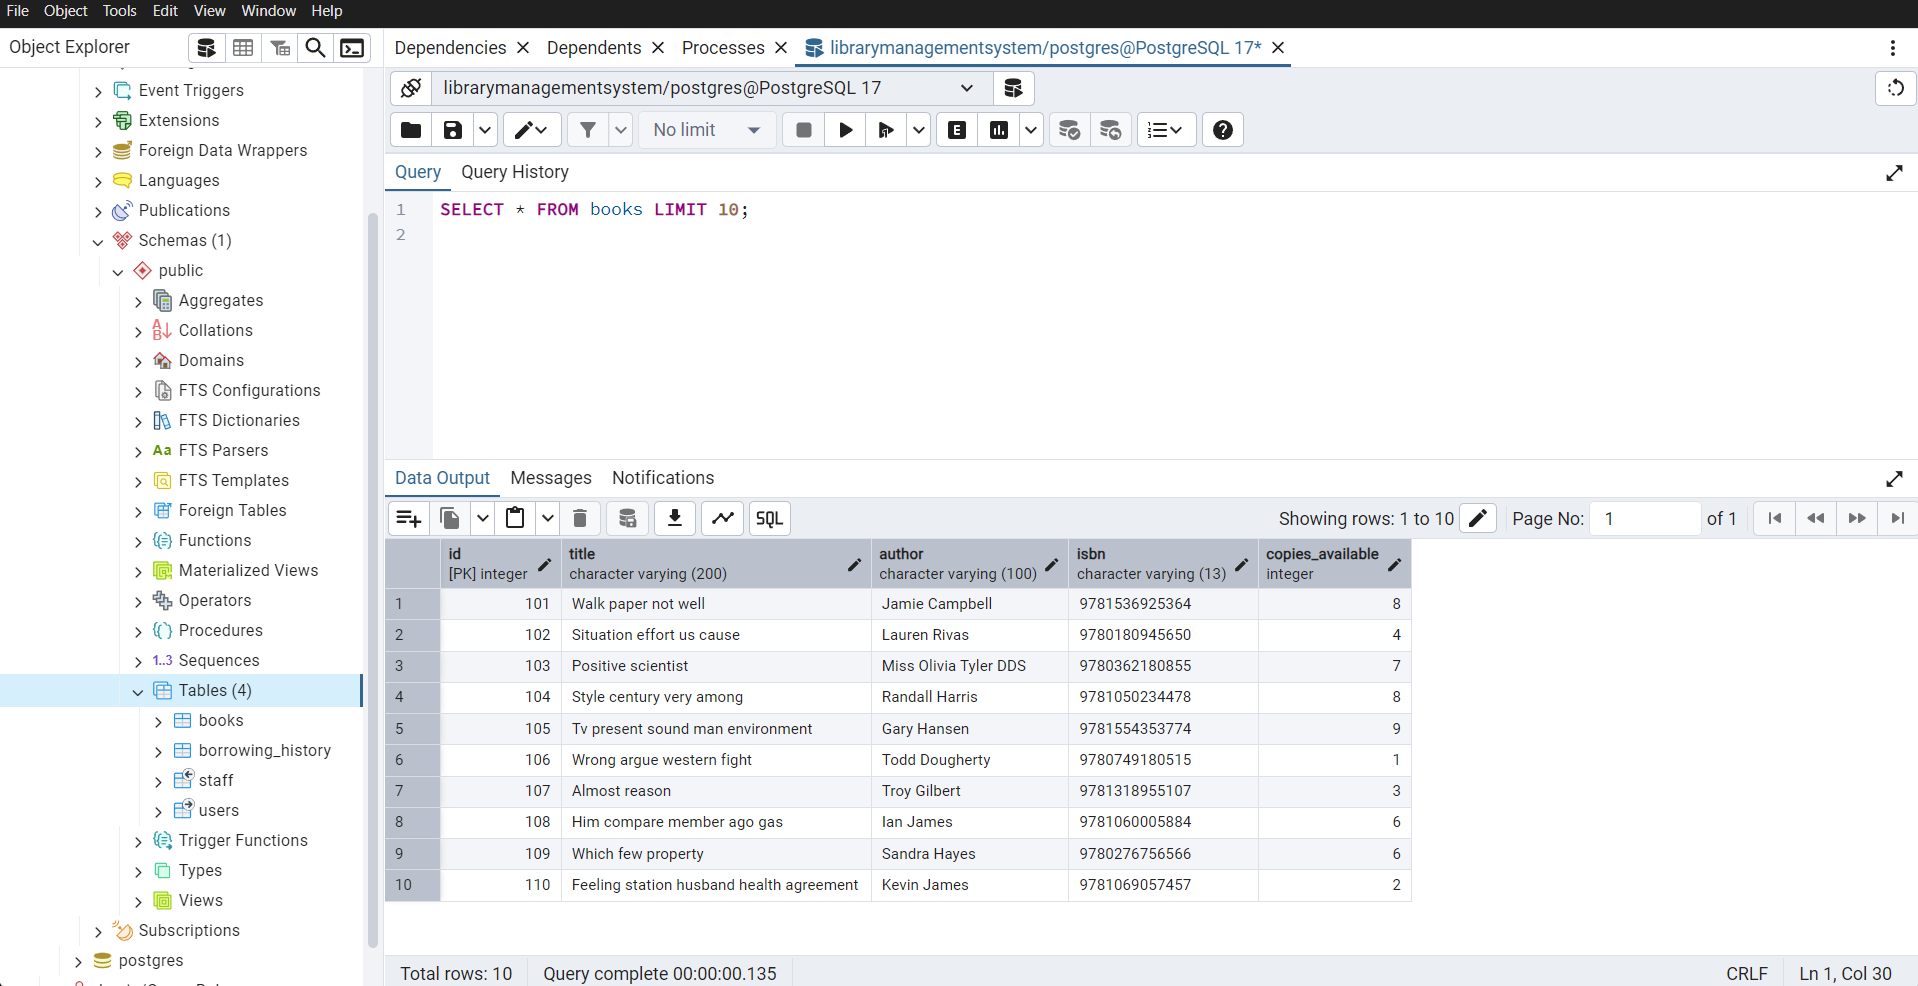 File Object Tools Edit View Window Help
Object Explorer
Dependencies Dependents Processes librarymanagementsystem/postgres@PostgreSQL 17*
Event Triggers
Extensions
Foreign Data Wrappers
Languages
Publications
Schemas (1)
public
Aggregates
Collations
Domains
FTS Configurations
FTS Dictionaries
Aa FTS Parsers
FTS Templates
Foreign Tables
Functions
Materialized Views
Operators
Procedures
1..3 Sequences
Tables (4)
books
borrowing_history
staff
users
Trigger Functions
Types
Views
Subscriptions
postgres
librarymanagementsystem/postgres@PostgreSQL 17
No limit E
Query Query History
1 SELECT * FROM books LIMIT 10;
2
Data Output Messages Notifications
SQL Showing rows: 1 to 10 Page No: 1 of 1
id title author isbn copies_available
[PK] integer character varying (200) character varying (100) character varying (13) integer
1 101 Walk paper not well Jamie Campbell 9781536925364 8
2 102 Situation effort us cause Lauren Rivas 9780180945650 4
3 103 Positive scientist Miss Olivia Tyler DDS 9780362180855 7
4 104 Style century very among Randall Harris 9781050234478 8
5 105 Tv present sound man environment Gary Hansen 9781554353774 9
6 106 Wrong argue western fight Todd Dougherty 9780749180515 1
7 107 Almost reason Troy Gilbert 9781318955107 3
8 108 Him compare member ago gas Ian James 9781060005884 6
9 109 Which few property Sandra Hayes 9780276756566 6
10 110 Feeling station husband health agreement Kevin James 9781069057457 2
Total rows: 10 Query complete 00:00:00.135 CRLF Ln 1, Col 30